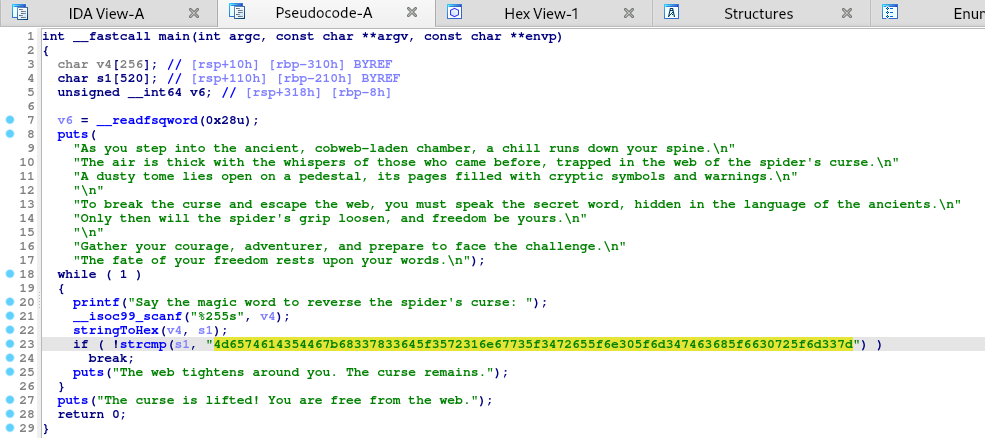 IDA View-A Pseudocode-A Hex View-1 Structures Enum
1 int __fastcall main(int argc, const char **argv, const char **envp)
2 {
3 char v4[256]; // [rsp+10h] [rbp-310h] BYREF
4 char s1[520]; // [rsp+110h] [rbp-210h] BYREF
5 unsigned __int64 v6; // [rsp+318h] [rbp-8h]
6
7 v6 = __readfsqword(0x28u);
8 puts(
9 "As you step into the ancient, cobweb-laden chamber, a chill runs down your spine.\n"
10 "The air is thick with the whispers of those who came before, trapped in the web of the spider's curse.\n"
11 "A dusty tome lies open on a pedestal, its pages filled with cryptic symbols and warnings.\n"
12 "\n"
13 "To break the curse and escape the web, you must speak the secret word, hidden in the language of the ancients.\n"
14 "Only then will the spider's grip loosen, and freedom be yours.\n"
15 "\n"
16 "Gather your courage, adventurer, and prepare to face the challenge.\n"
17 "The fate of your freedom rests upon your words.\n");
18 while ( 1 )
19 {
20 printf("Say the magic word to reverse the spider's curse: ");
21 __isoc99_scanf("%255s", v4);
22 stringToHex(v4, s1);
23 if ( !strcmp(s1, "4d6574614354467b68337833645f3572316e67735f3472655f6e305f6d347463685f6630725f6d337d") )
24 break;
25 puts("The web tightens around you. The curse remains.");
26 }
27 puts("The curse is lifted! You are free from the web.");
28 return 0;
29 }